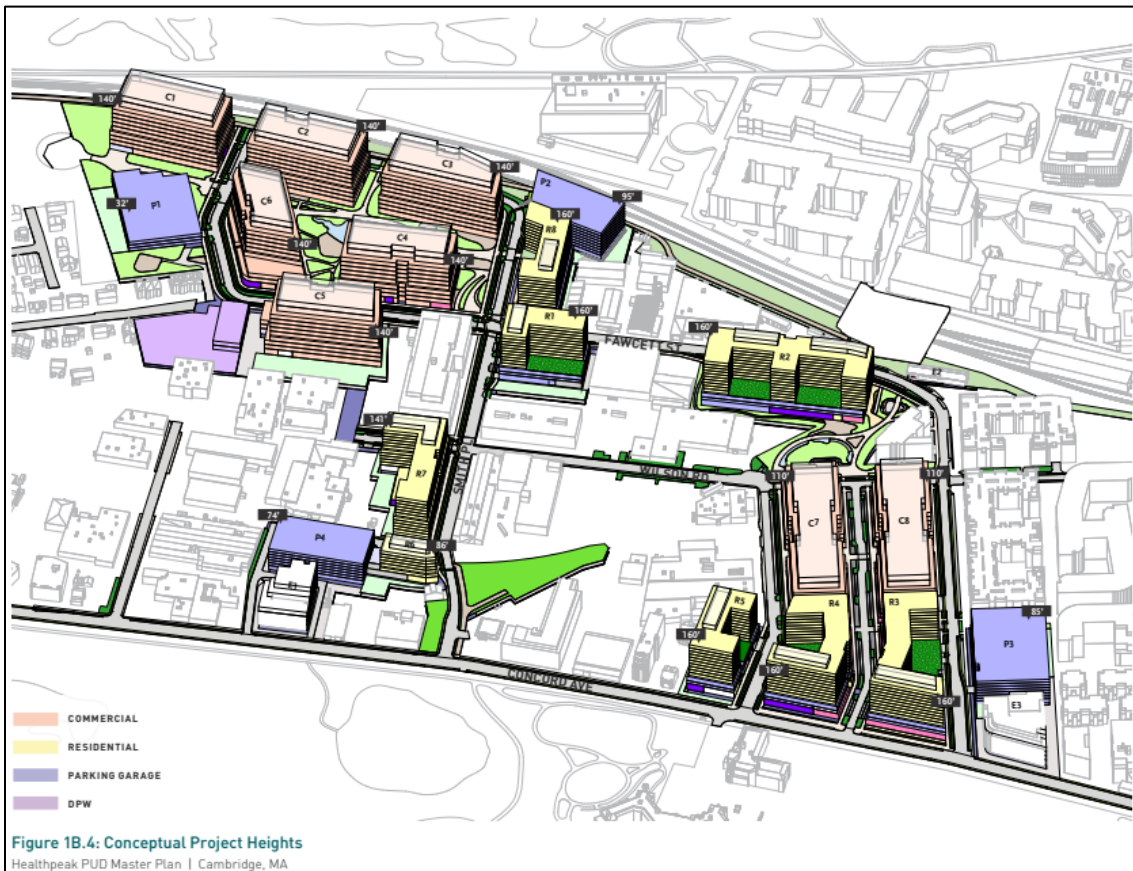 C1
140'
C2
140'
C3
140'
P2
95'
32'
P1
C6
160'
R8
140'
C4
140'
C5
R1
160'
160'
FAWCETT ST
R2
140'
E2
141'
R7
SMITH PL
WILSON RD
110'
110'
C7
C8
74'
P4
R6
86'
E1
R5
R4
R3
85'
P3
160'
160'
160'
E3
CONCORD AVE
COMMERCIAL
RESIDENTIAL
PARKING GARAGE
DPW
Figure 1B.4: Conceptual Project Heights
Healthpeak PUD Master Plan | Cambridge, MA